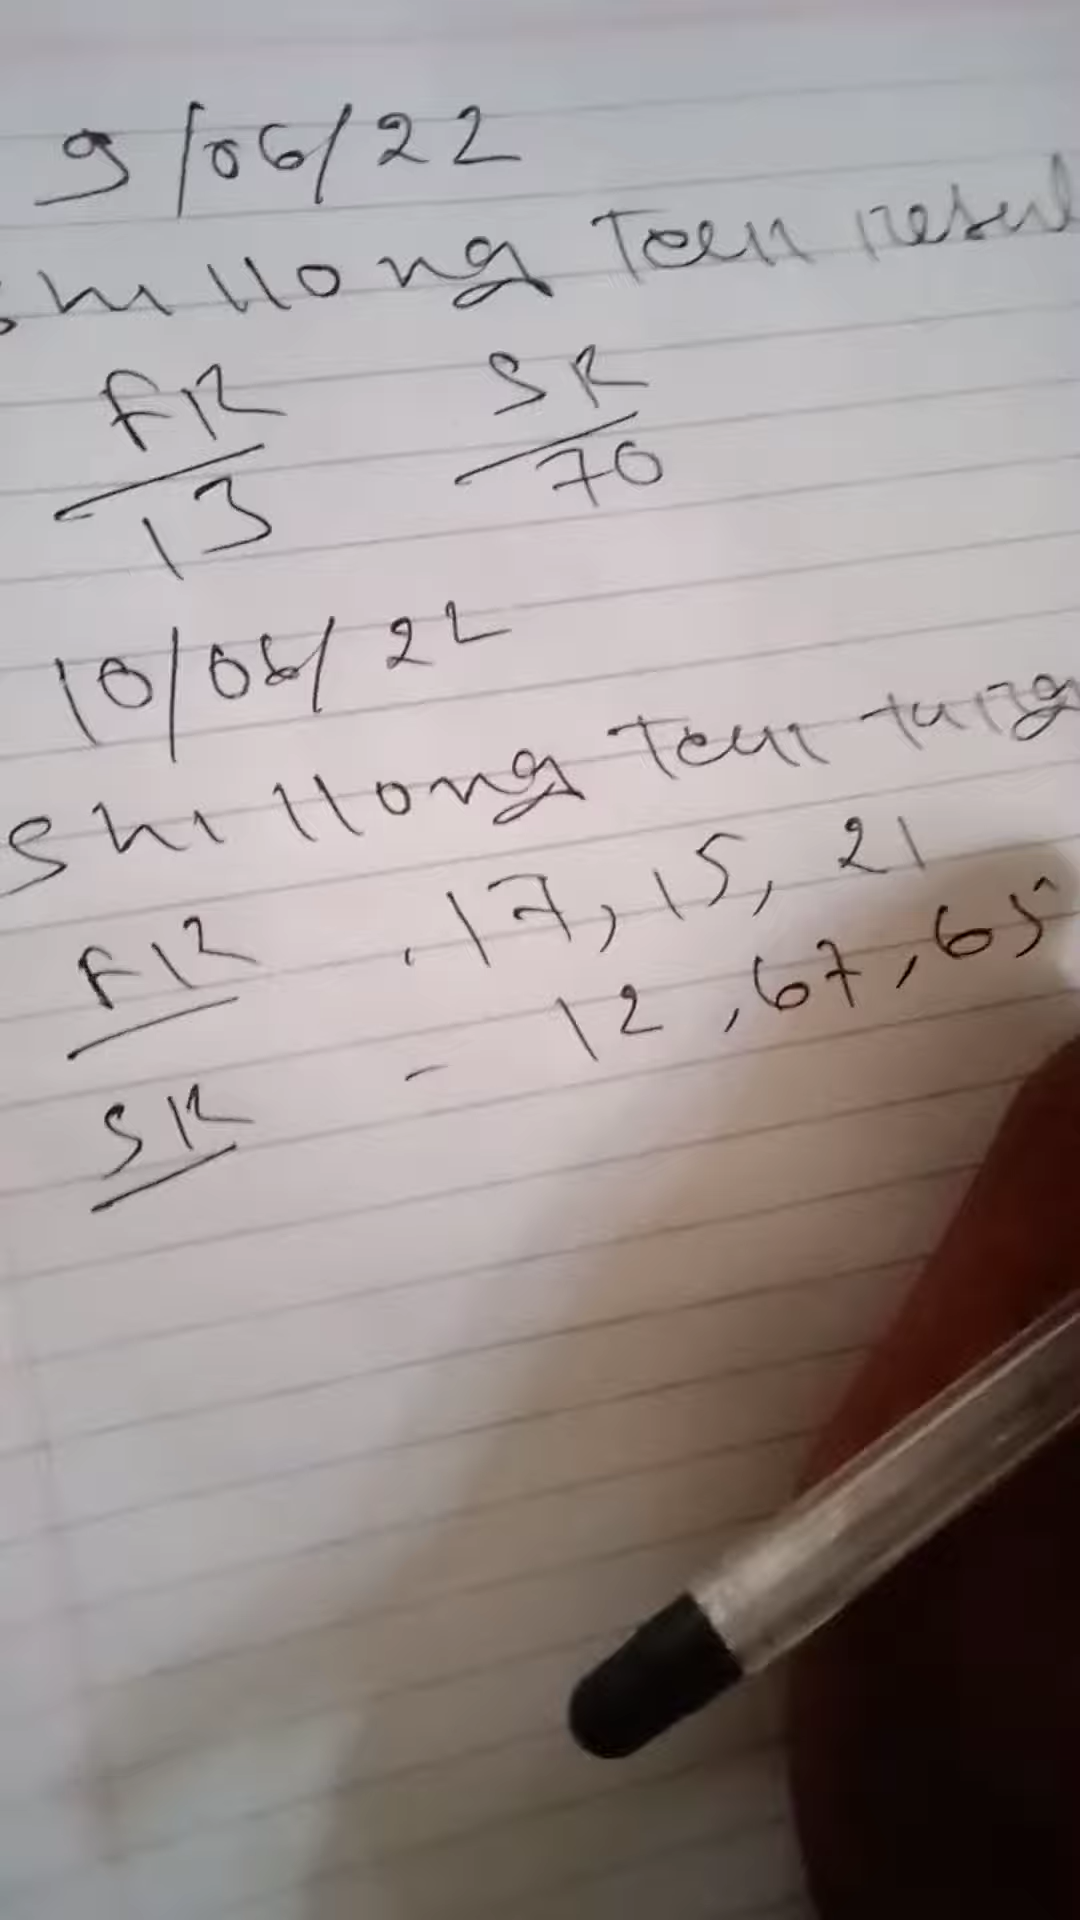 9/06/22
Shillong Teer resul
FR SR
13 70
10/06/22
Shillong Teer targ
FR . 17, 15, 21
SR - 12, 67, 65